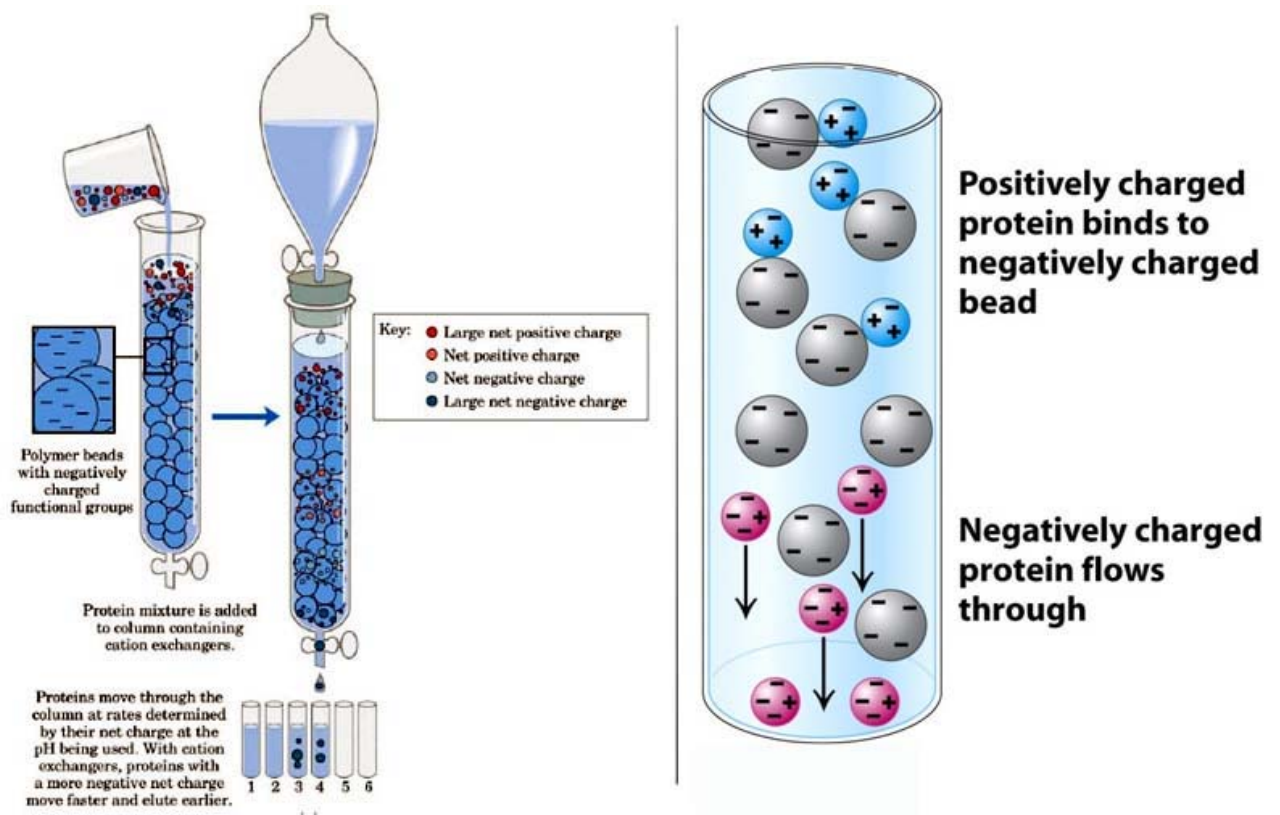 Key:
Large net positive charge
Net positive charge
Net negative charge
Large net negative charge
Polymer beads
with negatively
charged
functional groups
Protein mixture is added
to column containing
cation exchangers.
Proteins move through the
column at rates determined
by their net charge at the
pH being used. With cation
exchangers, proteins with
a more negative net charge
move faster and elute earlier.
1 2 3 4 5 6
Positively charged
protein binds to
negatively charged
bead
Negatively charged
protein flows
through